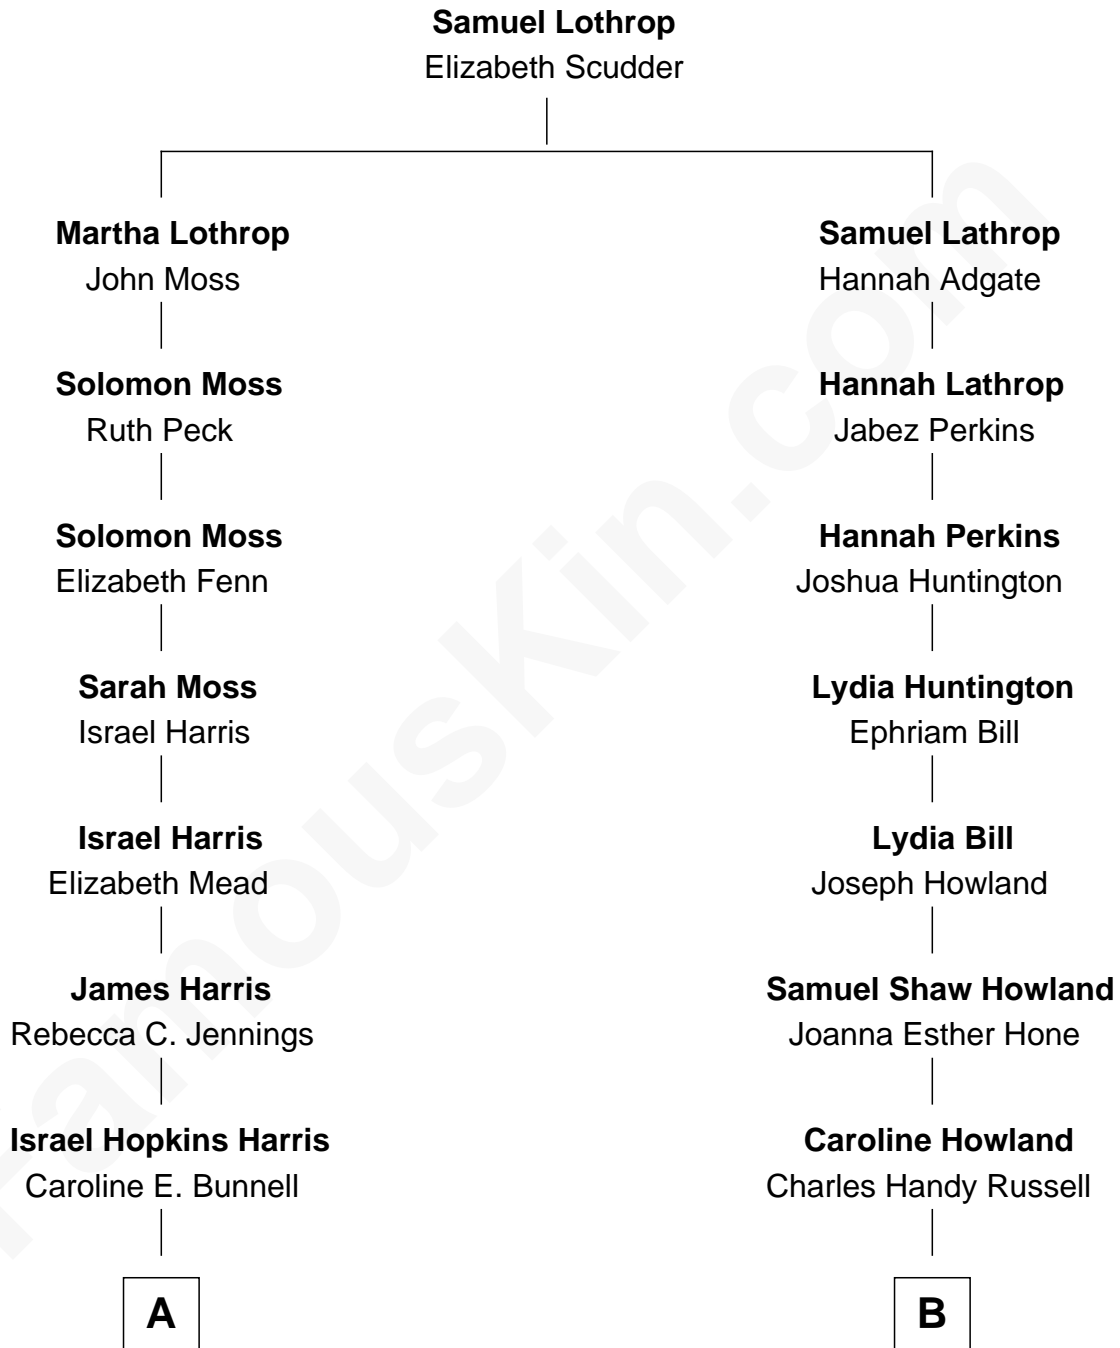 Samuel Lothrop
Elizabeth Scudder
Martha Lothrop
John Moss
Samuel Lathrop
Hannah Adgate
Solomon Moss
Ruth Peck
Hannah Lathrop
Jabez Perkins
Solomon Moss
Elizabeth Fenn
Hannah Perkins
Joshua Huntington
Sarah Moss
Israel Harris
Lydia Huntington
Ephriam Bill
Israel Harris
Elizabeth Mead
Lydia Bill
Joseph Howland
James Harris
Rebecca C. Jennings
Samuel Shaw Howland
Joanna Esther Hone
Israel Hopkins Harris
Caroline E. Bunnell
Caroline Howland
Charles Handy Russell
A
B
FamousKin.com